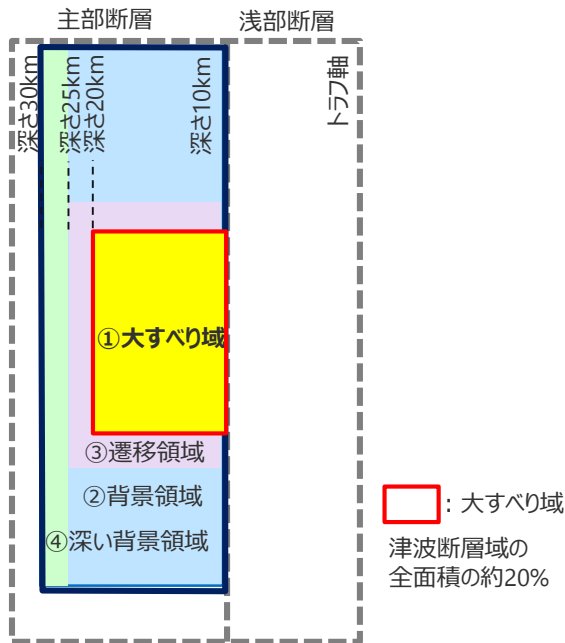 主部断層
浅部断層
深さ30km
深さ25km
深さ20km
深さ10km
トラフ軸
①大すべり域
③遷移領域
②背景領域
④深い背景領域
：大すべり域
津波断層域の
全面積の約20%